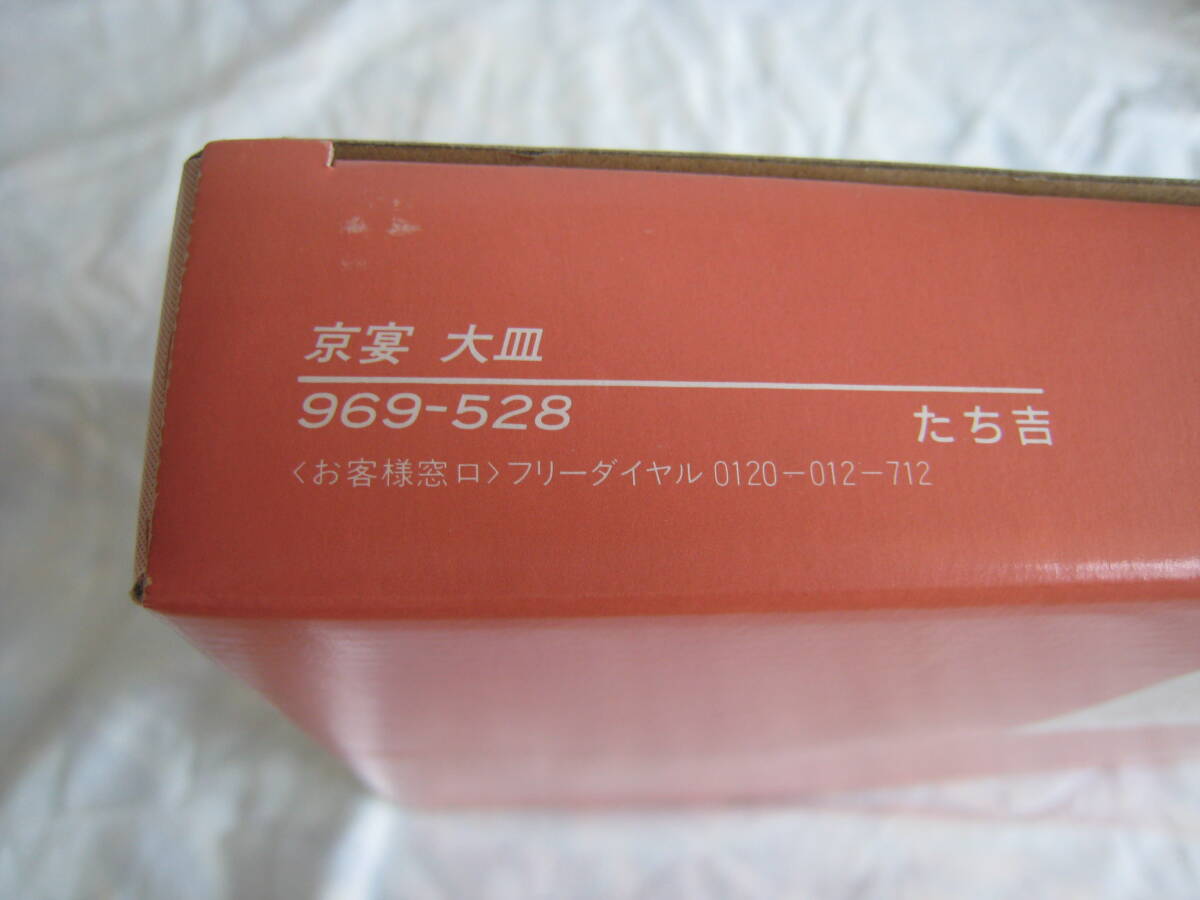 京宴 大皿
969-528 たち吉
〈お客様窓口〉フリーダイヤル 0120-012-712